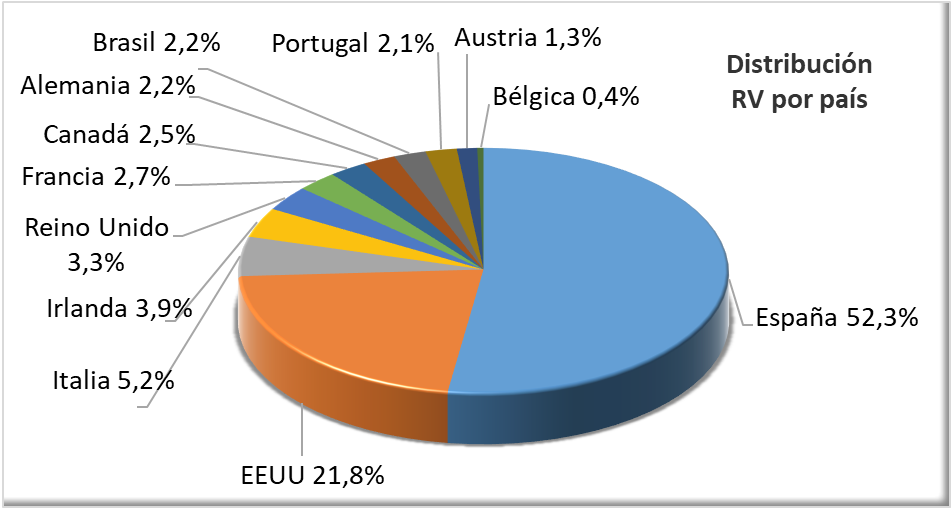 Distribución
RV por país
Brasil 2,2%
Portugal 2,1%
Austria 1,3%
Alemania 2,2%
Bélgica 0,4%
Canadá 2,5%
Francia 2,7%
Reino Unido
3,3%
Irlanda 3,9%
España 52,3%
Italia 5,2%
EEUU 21,8%